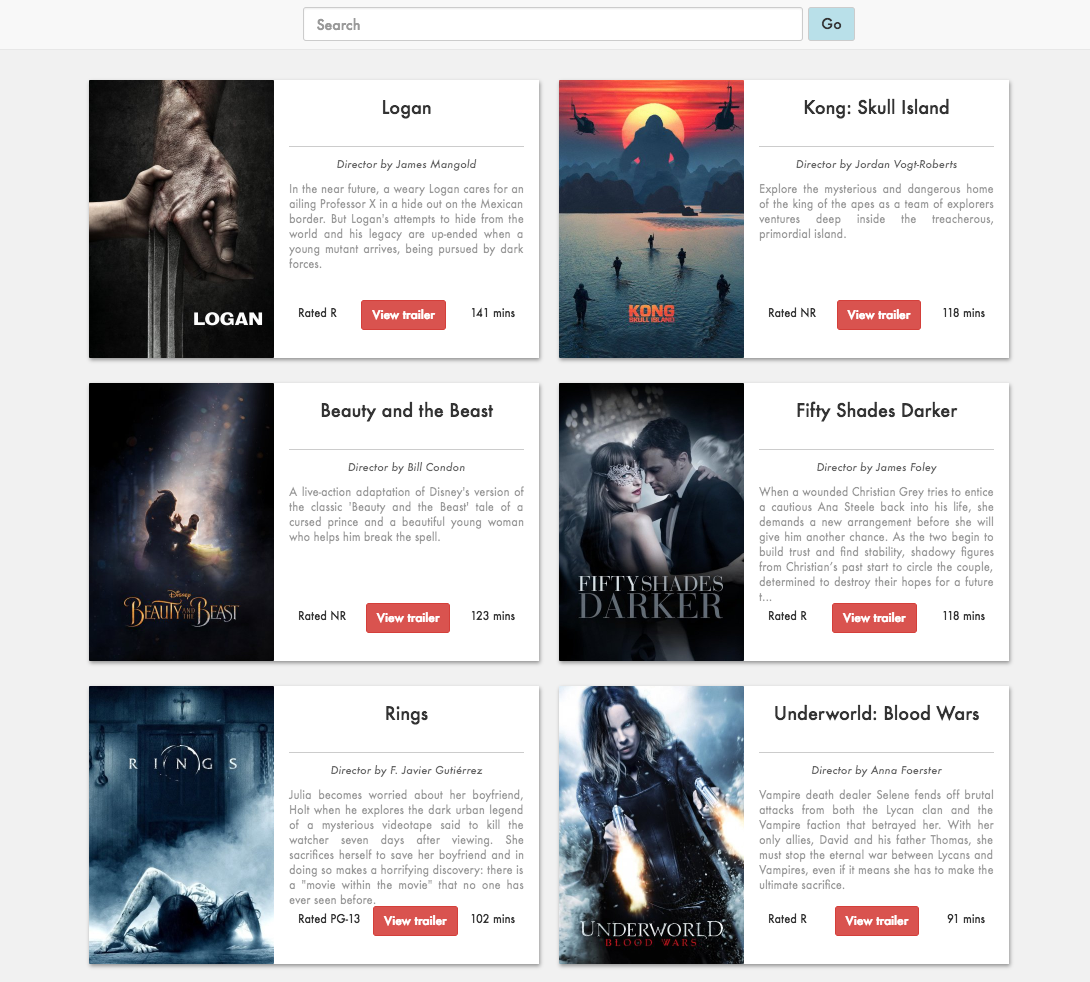 Search
Go
LOGAN
Logan
Director by James Mangold
In the near future, a weary Logan cares for an
ailing Professor X in a hide out on the Mexican
border. But Logan's attempts to hide from the
world and his legacy are up-ended when a
young mutant arrives, being pursued by dark
forces.
Rated R
View trailer
141 mins
KONG
SKULL ISLAND
Kong: Skull Island
Director by Jordan Vogt-Roberts
Explore the mysterious and dangerous home
of the king of the apes as a team of explorers
ventures deep inside the treacherous,
primordial island.
Rated NR
View trailer
118 mins
Disney
BEAUTY AND THE BEAST
Beauty and the Beast
Director by Bill Condon
A live-action adaptation of Disney's version of
the classic 'Beauty and the Beast' tale of a
cursed prince and a beautiful young woman
who helps him break the spell.
Rated NR
View trailer
123 mins
FIFTY SHADES
DARKER
Fifty Shades Darker
Director by James Foley
When a wounded Christian Grey tries to entice
a cautious Ana Steele back into his life, she
demands a new arrangement before she will
give him another chance. As the two begin to
build trust and find stability, shadowy figures
from Christian’s past start to circle the couple,
determined to destroy their hopes for a future
t...
Rated R
View trailer
118 mins
RINGS
Rings
Director by F. Javier Gutiérrez
Julia becomes worried about her boyfriend,
Holt when he explores the dark urban legend
of a mysterious videotape said to kill the
watcher seven days after viewing. She
sacrifices herself to save her boyfriend and in
doing so makes a horrifying discovery: there is
a "movie within the movie" that no one has
ever seen before.
Rated PG-13
View trailer
102 mins
UNDERWORLD
BLOOD WARS
Underworld: Blood Wars
Director by Anna Foerster
Vampire death dealer Selene fends off brutal
attacks from both the Lycan clan and the
Vampire faction that betrayed her. With her
only allies, David and his father Thomas, she
must stop the eternal war between Lycans and
Vampires, even if it means she has to make the
ultimate sacrifice.
Rated R
View trailer
91 mins